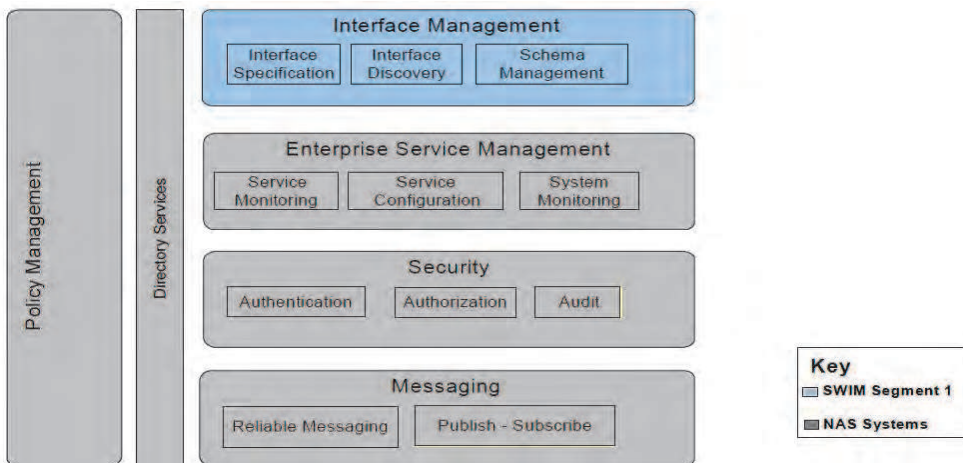 Policy Management
Directory Services
Interface Management
Interface
Specification
Interface
Discovery
Schema
Management
Enterprise Service Management
Service
Monitoring
Service
Configuration
System
Monitoring
Security
Authentication
Authorization
Audit
Messaging
Reliable Messaging
Publish - Subscribe
Key
SWIM Segment 1
NAS Systems